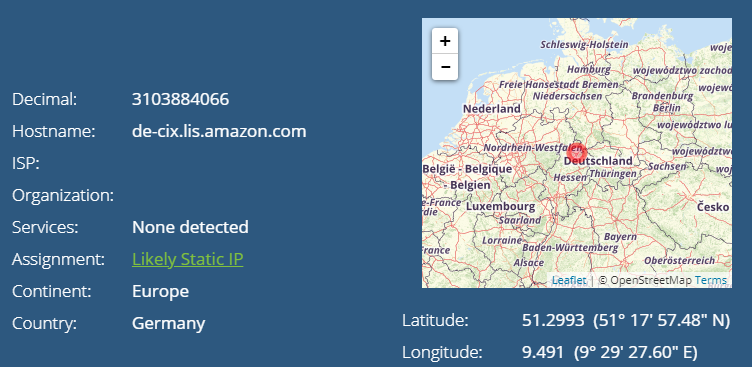 Decimal: 3103884066
Hostname: de-cix.lis.amazon.com
ISP:
Organization:
Services: None detected
Assignment: Likely Static IP
Continent: Europe
Country: Germany
+
−
Schleswig-Holstein
Hamburg
województwo zachod
Freie Hansestadt Bremen
Niedersachsen
Brandenburg
Berlin
Nederland
województwo
Nordrhein-Westfalen
Deutschland
Hessen
Thüringen
Sachsen
België - Belgique
- Belgien
Luxembourg
Saarland
Česko
Lorraine
Bayern
Baden-Württemberg
Alsace
Oberösterreich
Leaflet | © OpenStreetMap Terms
Latitude: 51.2993 (51° 17′ 57.48″ N)
Longitude: 9.491 (9° 29′ 27.60″ E)